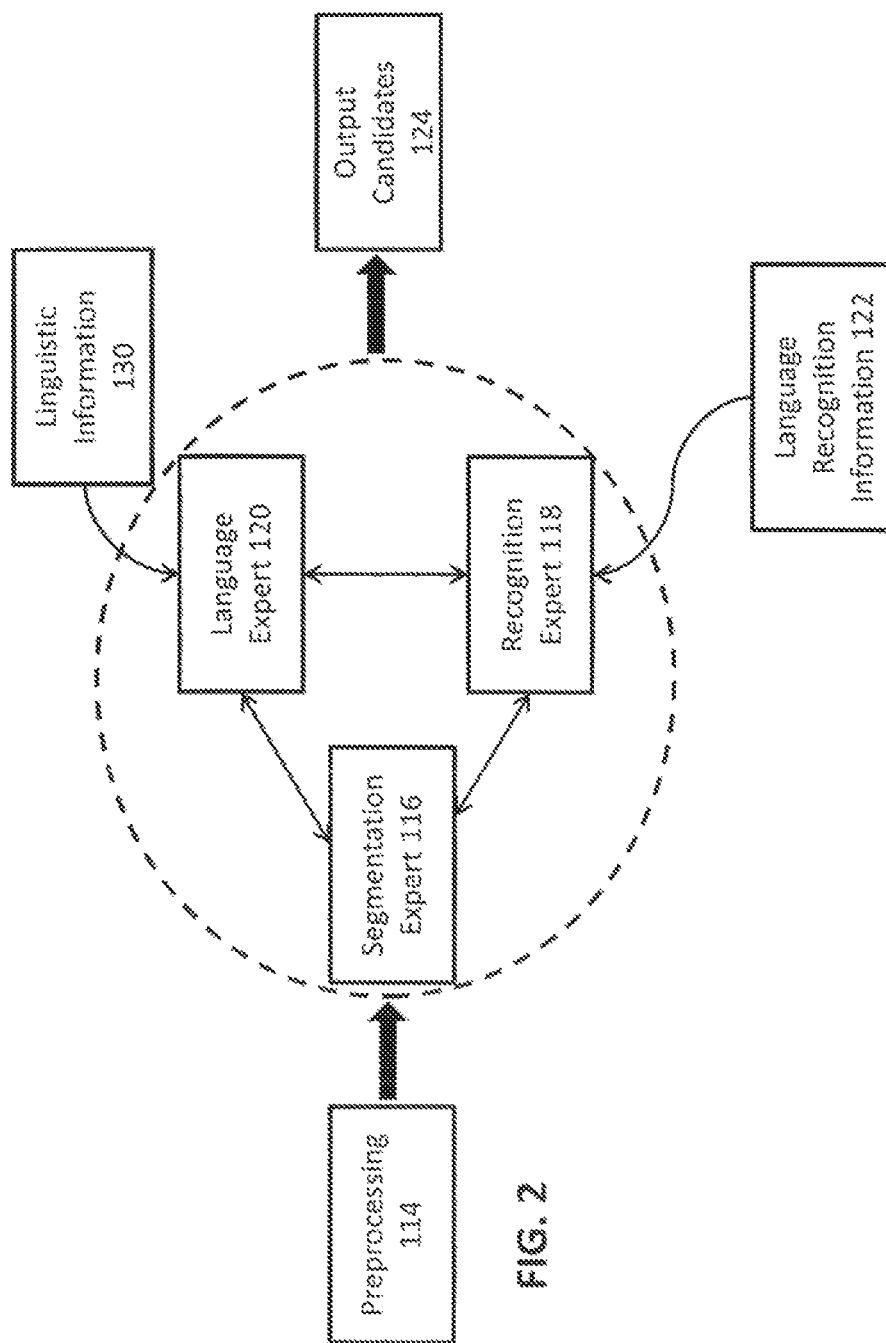 Preprocessing
114
Segmentation
Expert 116
Language
Expert 120
Recognition
Expert 118
Linguistic
Information
130
Language
Recognition
Information 122
Output
Candidates
124
FIG. 2